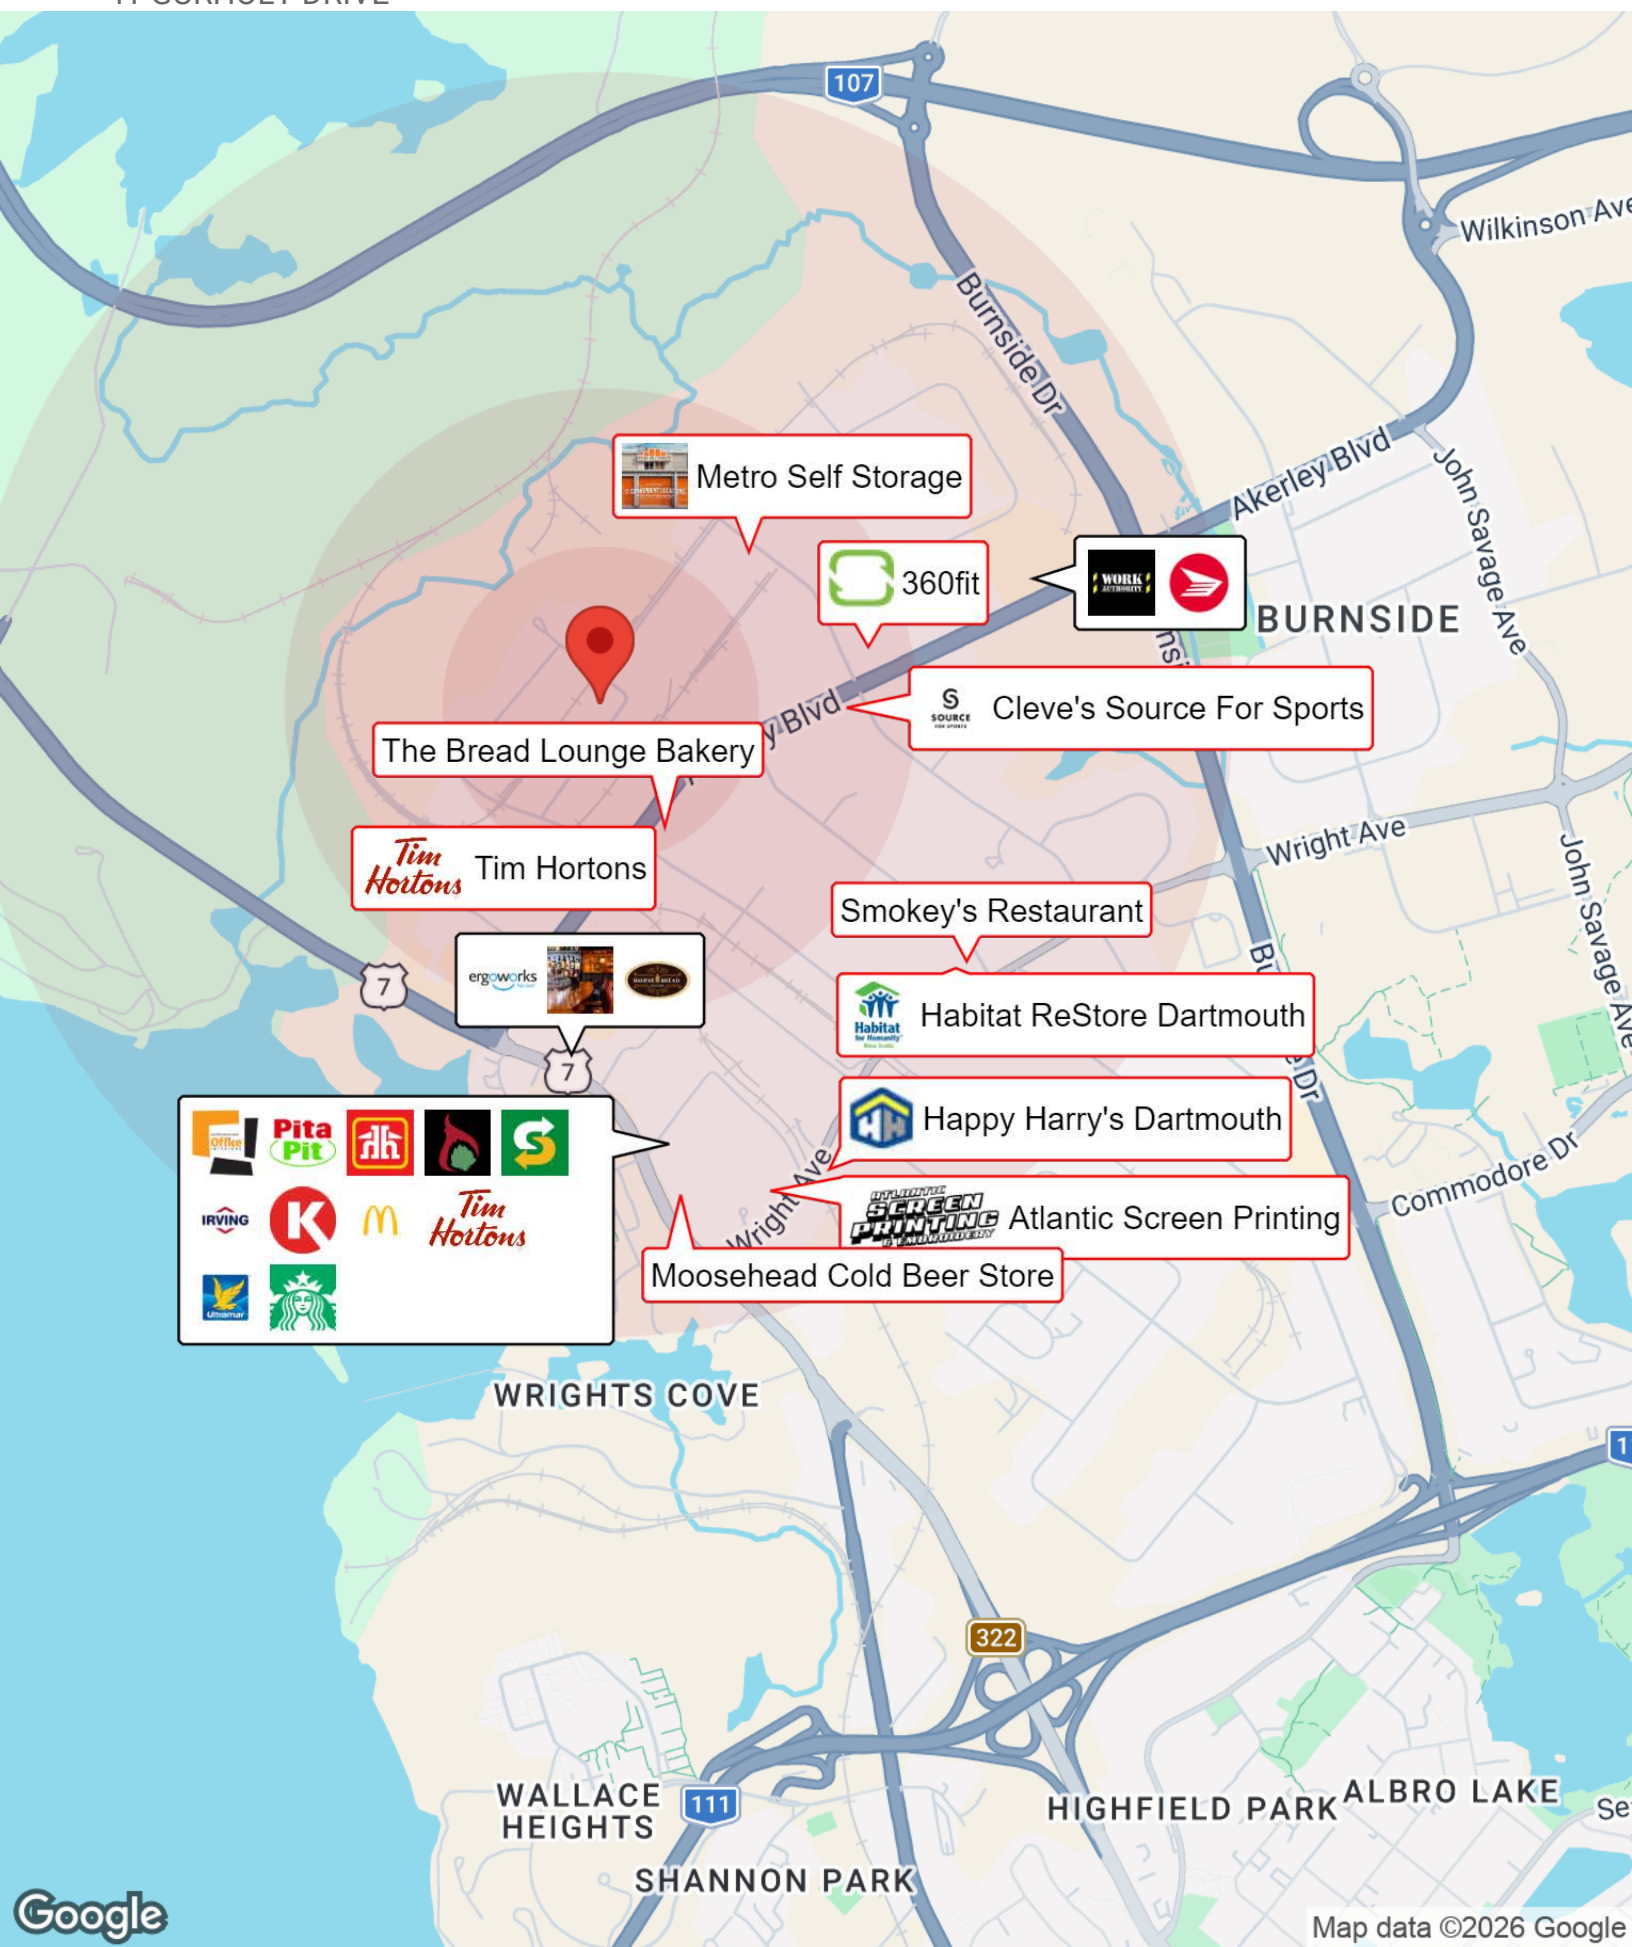 107
Wilkinson Ave
Burnside Dr
Metro Self Storage
Akerley Blvd
John Savage Ave
360fit
WORK
AUTHORITY
BURNSIDE
S
SOURCE
FOR SPORTS
Cleve's Source For Sports
y Blvd
The Bread Lounge Bakery
Wright Ave
Tim
Hortons
Tim Hortons
John Savage Ave
Smokey's Restaurant
7
ergoworks
Habitat
for Humanity
Nova Scotia
Habitat ReStore Dartmouth
7
Happy Harry's Dartmouth
Office
Pita
Pit
Commodore Dr
Wright Ave
IRVING
K
Tim
Hortons
ATLANTIC
SCREEN
PRINTING
& EMBROIDERY
Atlantic Screen Printing
Moosehead Cold Beer Store
Ultramar
WRIGHTS COVE
322
WALLACE
HEIGHTS
111
HIGHFIELD PARK
ALBRO LAKE
SHANNON PARK
Google
Map data ©2026 Google